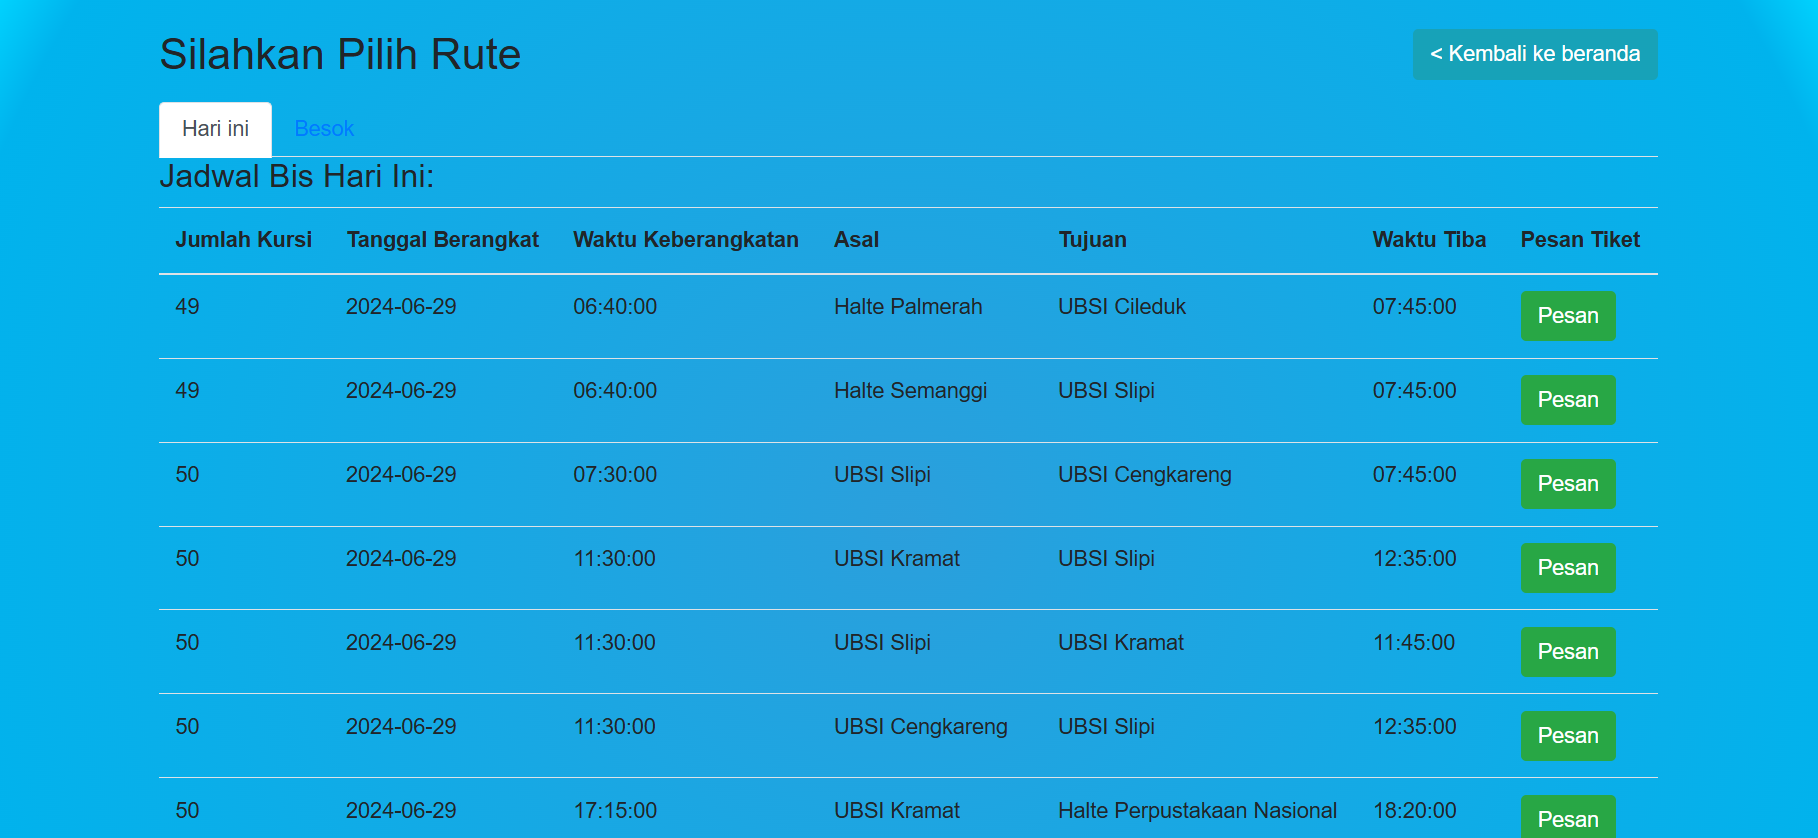 Silahkan Pilih Rute
< Kembali ke beranda
Hari ini Besok
Jadwal Bis Hari Ini:
Jumlah Kursi Tanggal Berangkat Waktu Keberangkatan Asal Tujuan Waktu Tiba Pesan Tiket
49 2024-06-29 06:40:00 Halte Palmerah UBSI Cileduk 07:45:00 Pesan
49 2024-06-29 06:40:00 Halte Semanggi UBSI Slipi 07:45:00 Pesan
50 2024-06-29 07:30:00 UBSI Slipi UBSI Cengkareng 07:45:00 Pesan
50 2024-06-29 11:30:00 UBSI Kramat UBSI Slipi 12:35:00 Pesan
50 2024-06-29 11:30:00 UBSI Slipi UBSI Kramat 11:45:00 Pesan
50 2024-06-29 11:30:00 UBSI Cengkareng UBSI Slipi 12:35:00 Pesan
50 2024-06-29 17:15:00 UBSI Kramat Halte Perpustakaan Nasional 18:20:00 Pesan